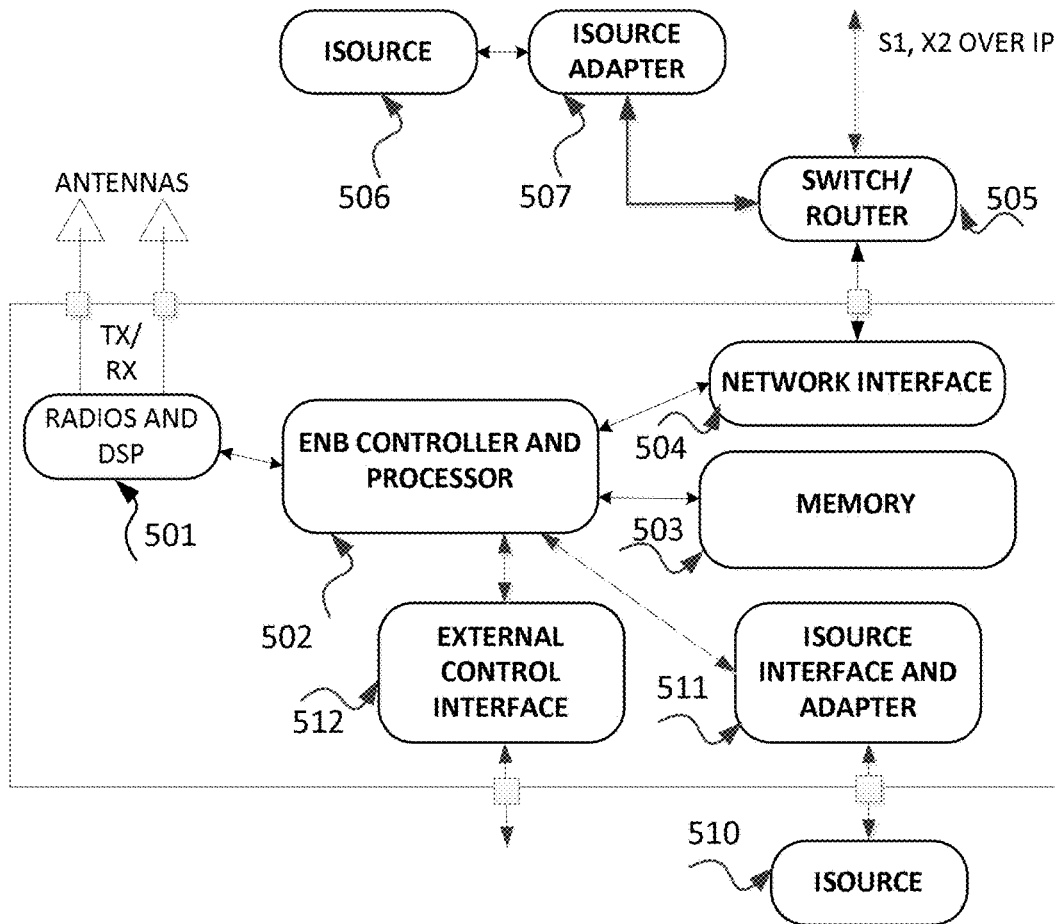 ISOURCE
ISOURCE
ADAPTER
S1, X2 OVER IP
506
507
SWITCH/
ROUTER
505
ANTENNAS
TX/
RX
RADIOS AND
DSP
501
ENB CONTROLLER AND
PROCESSOR
502
NETWORK INTERFACE
504
MEMORY
503
EXTERNAL
CONTROL
INTERFACE
512
ISOURCE
INTERFACE AND
ADAPTER
511
510
ISOURCE